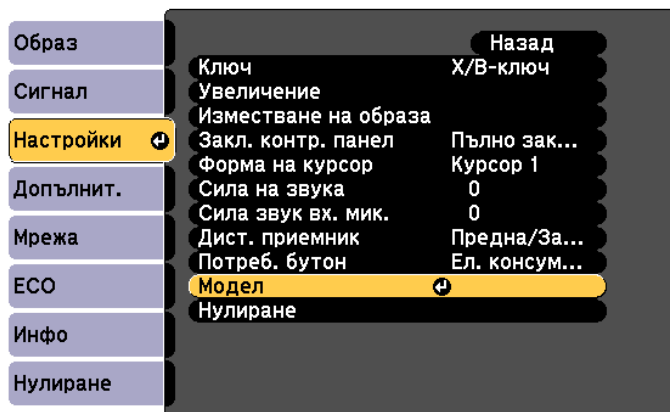 Образ
Сигнал
Настройки
Допълнит.
Мрежа
ECO
Инфо
Нулиране
Назад
Ключ Х/В-ключ
Увеличение
Изместване на образа
Закл. контр. панел Пълно зак...
Форма на курсор Курсор 1
Сила на звука 0
Сила звук вх. мик. 0
Дист. приемник Предна/За...
Потреб. бутон Ел. консум...
Модел
Нулиране